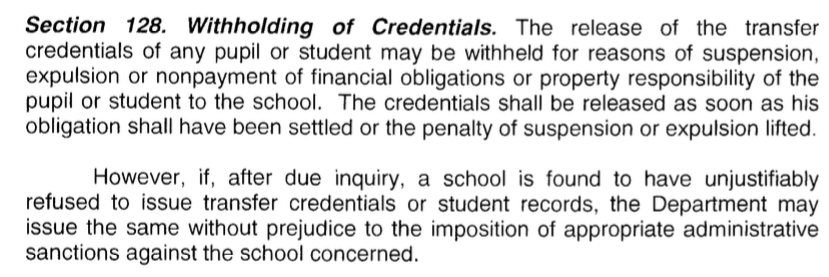 Section 128. Withholding of Credentials. The release of the transfer
credentials of any pupil or student may be withheld for reasons of suspension,
expulsion or nonpayment of financial obligations or property responsibility of the
pupil or student to the school. The credentials shall be released as soon as his
obligation shall have been settled or the penalty of suspension or expulsion lifted.
However, if, after due inquiry, a school is found to have unjustifiably
refused to issue transfer credentials or student records, the Department may
issue the same without prejudice to the imposition of appropriate administrative
sanctions against the school concerned.